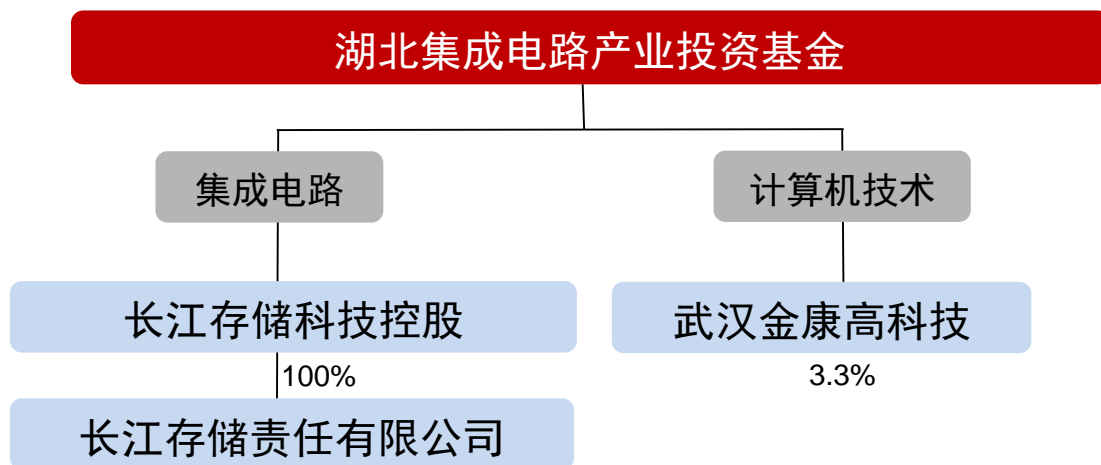 湖北集成电路产业投资基金
集成电路
计算机技术
长江存储科技控股
武汉金康高科技
100%
3.3%
长江存储责任有限公司